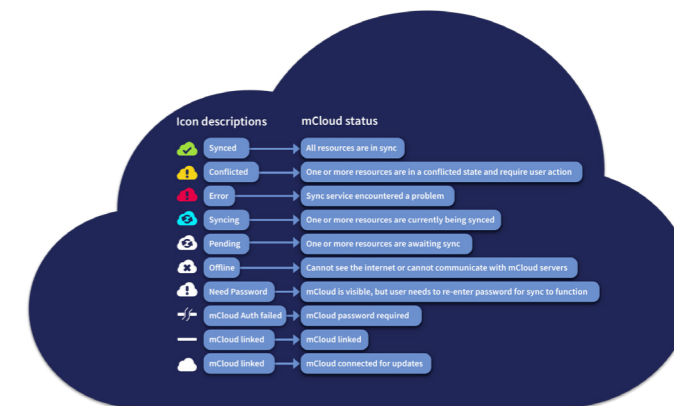 Icon descriptions mCloud status
Synced All resources are in sync
Conflicted One or more resources are in a conflicted state and require user action
Error Sync service encountered a problem
Syncing One or more resources are currently being synced
Pending One or more resources are awaiting sync
Offline Cannot see the internet or cannot communicate with mCloud servers
Need Password mCloud is visible, but user needs to re-enter password for sync to function
mCloud Auth failed mCloud password required
mCloud linked mCloud linked
mCloud linked mCloud connected for updates